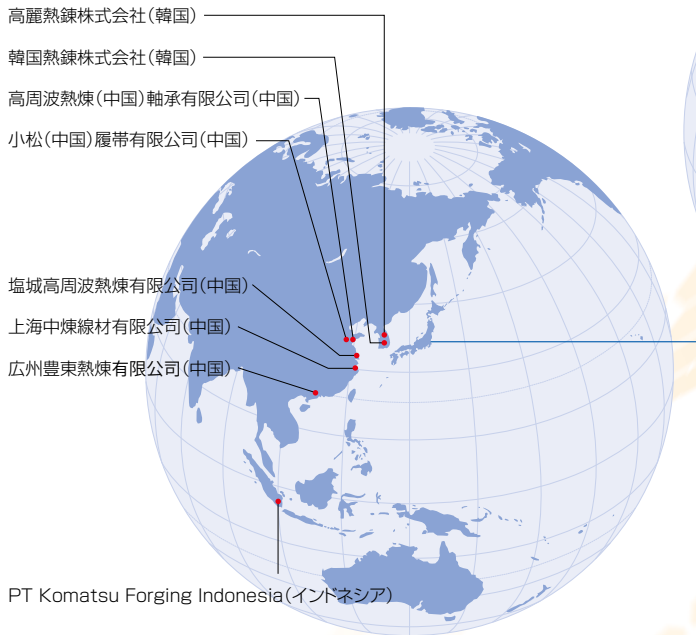 高麗熱錬株式会社(韓国)
韓国熱錬株式会社(韓国)
高周波熱煉(中国)軸承有限公司(中国)
小松(中国)履帯有限公司(中国)
塩城高周波熱煉有限公司(中国)
上海中煉線材有限公司(中国)
広州豊東熱煉有限公司(中国)
PT Komatsu Forging Indonesia(インドネシア)